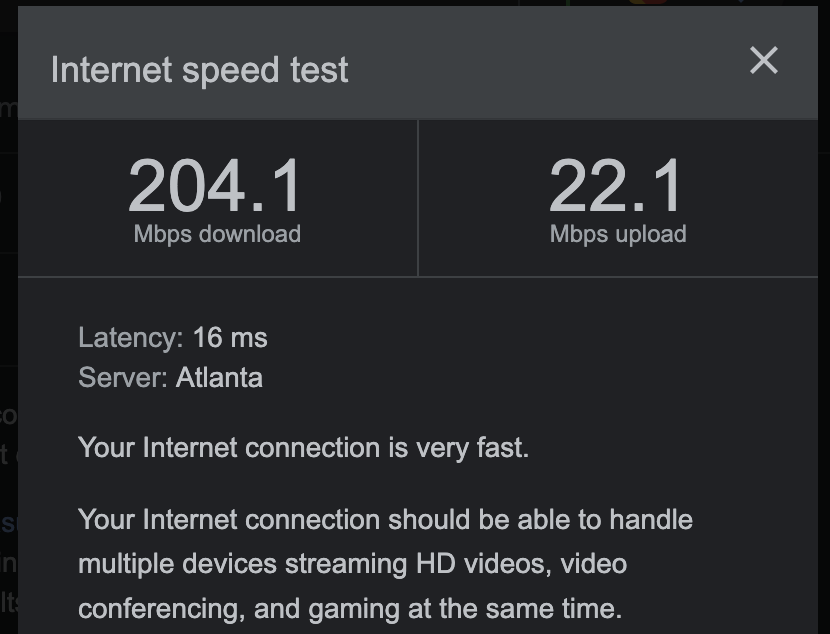 Internet speed test
204.1
Mbps download
22.1
Mbps upload
Latency: 16 ms
Server: Atlanta
Your Internet connection is very fast.
Your Internet connection should be able to handle
multiple devices streaming HD videos, video
conferencing, and gaming at the same time.